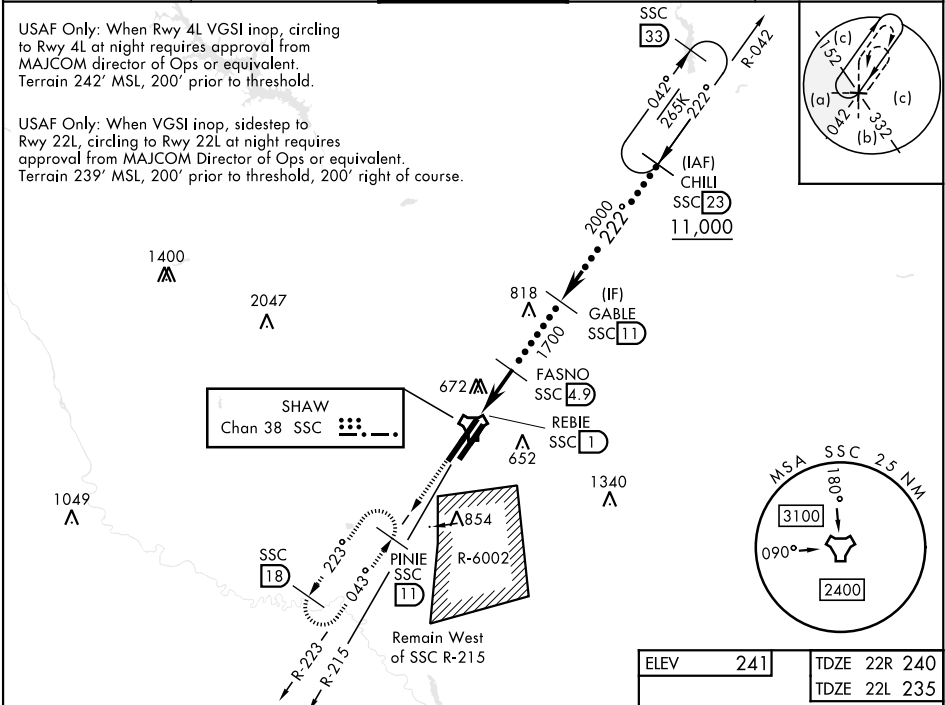 USAF Only: When Rwy 4L VGSI inop, circling
to Rwy 4L at night requires approval from
MAJCOM director of Ops or equivalent.
Terrain 242' MSL, 200' prior to threshold.
USAF Only: When VGSI inop, sidestep to
Rwy 22L, circling to Rwy 22L at night requires
approval from MAJCOM Director of Ops or equivalent.
Terrain 239' MSL, 200' prior to threshold, 200' right of course.
SSC
33
R-042
042°
265K
222°
(c)
152
(a)
(c)
042
332
(b)
(IAF)
CHILI
SSC 23
11,000
2000
222°
1400
2047
818
(IF)
GABLE
SSC 11
1700
FASNO
SSC 4.9
672
SHAW
Chan 38 SSC
REBIE
SSC 1
652
1340
1049
854
R-6002
SSC
18
223°
043°
PINIE
SSC
11
R-223
R-215
Remain West
of SSC R-215
MSA SSC 25 NM
180°
3100
090°
2400
ELEV 241
TDZE 22R 240
TDZE 22L 235